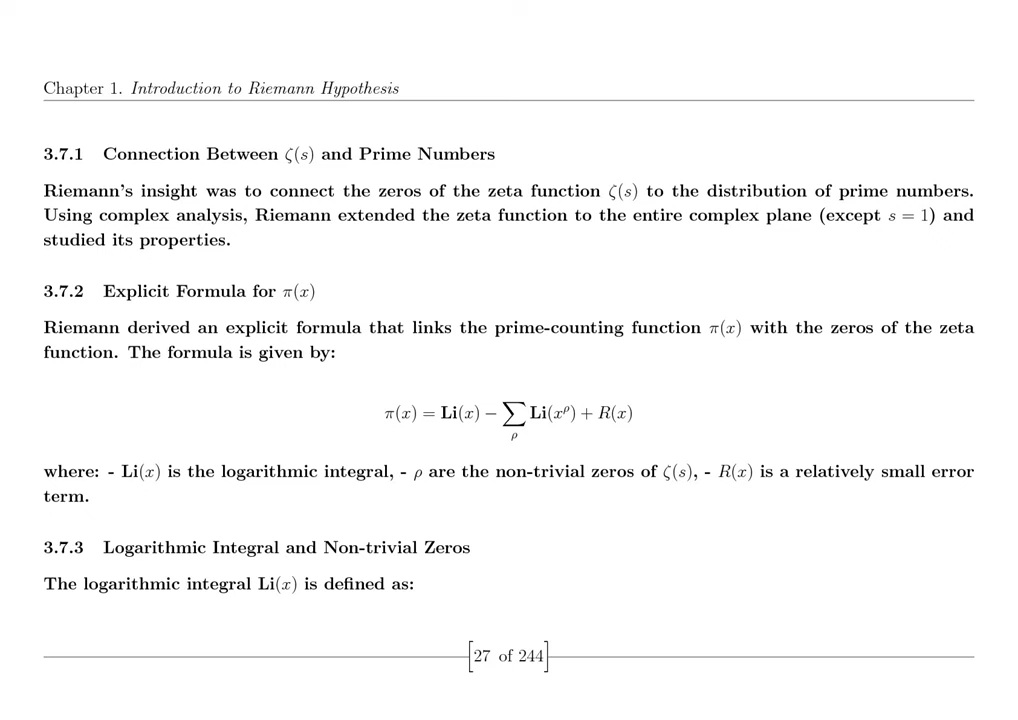 Chapter 1. Introduction to Riemann Hypothesis
3.7.1 Connection Between ζ(s) and Prime Numbers
Riemann's insight was to connect the zeros of the zeta function ζ(s) to the distribution of prime numbers.
Using complex analysis, Riemann extended the zeta function to the entire complex plane (except s = 1) and
studied its properties.
3.7.2 Explicit Formula for π(x)
Riemann derived an explicit formula that links the prime-counting function π(x) with the zeros of the zeta
function. The formula is given by:
π(x) = Li(x) − ∑ Li(x^ρ) + R(x)
ρ
where: - Li(x) is the logarithmic integral, - ρ are the non-trivial zeros of ζ(s), - R(x) is a relatively small error
term.
3.7.3 Logarithmic Integral and Non-trivial Zeros
The logarithmic integral Li(x) is defined as:
[27 of 244]